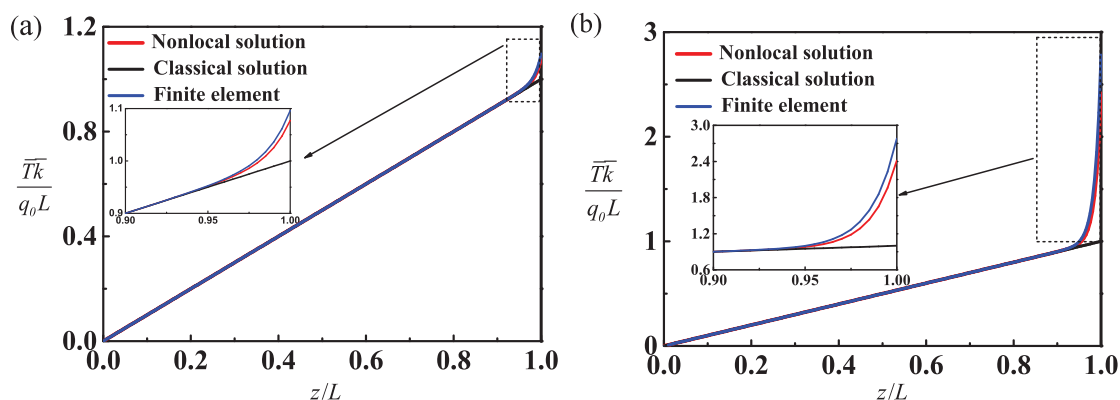 (a)
1.2
0.8
0.4
0.0
T̅k̅
q₀L
Nonlocal solution
Classical solution
Finite element
1.1
1.0
0.9
0.90 0.95 1.00
0.0 0.2 0.4 0.6 0.8 1.0
z/L
(b)
3
2
1
0
T̅k̅
q₀L
Nonlocal solution
Classical solution
Finite element
3.0
2.4
1.8
1.2
0.6
0.90 0.95 1.00
0.0 0.2 0.4 0.6 0.8 1.0
z/L